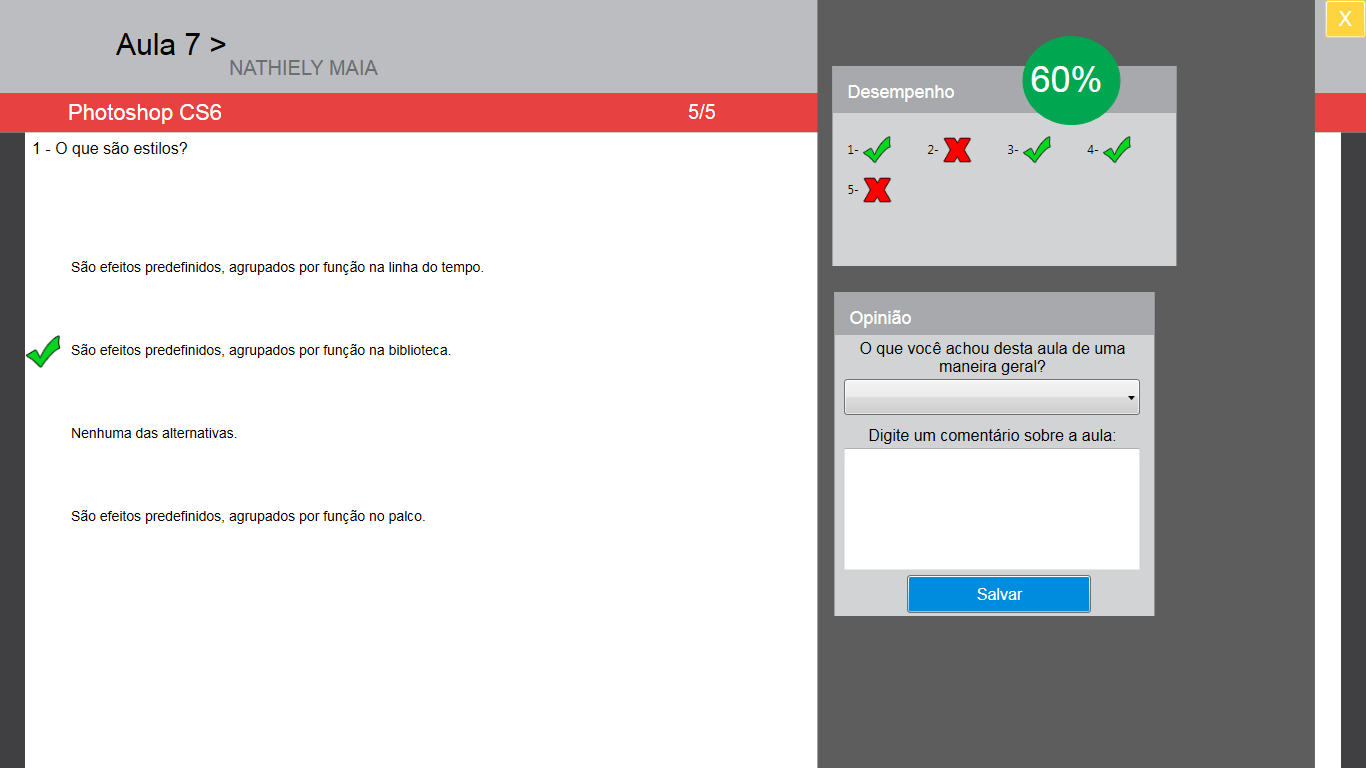 Aula 7 >
NATHIELY MAIA
Photoshop CS6
5/5
1 - O que são estilos?
São efeitos predefinidos, agrupados por função na linha do tempo.
São efeitos predefinidos, agrupados por função na biblioteca.
Nenhuma das alternativas.
São efeitos predefinidos, agrupados por função no palco.
X
Desempenho
60%
1-
2-
3-
4-
5-
Opinião
O que você achou desta aula de uma
maneira geral?
Digite um comentário sobre a aula:
Salvar